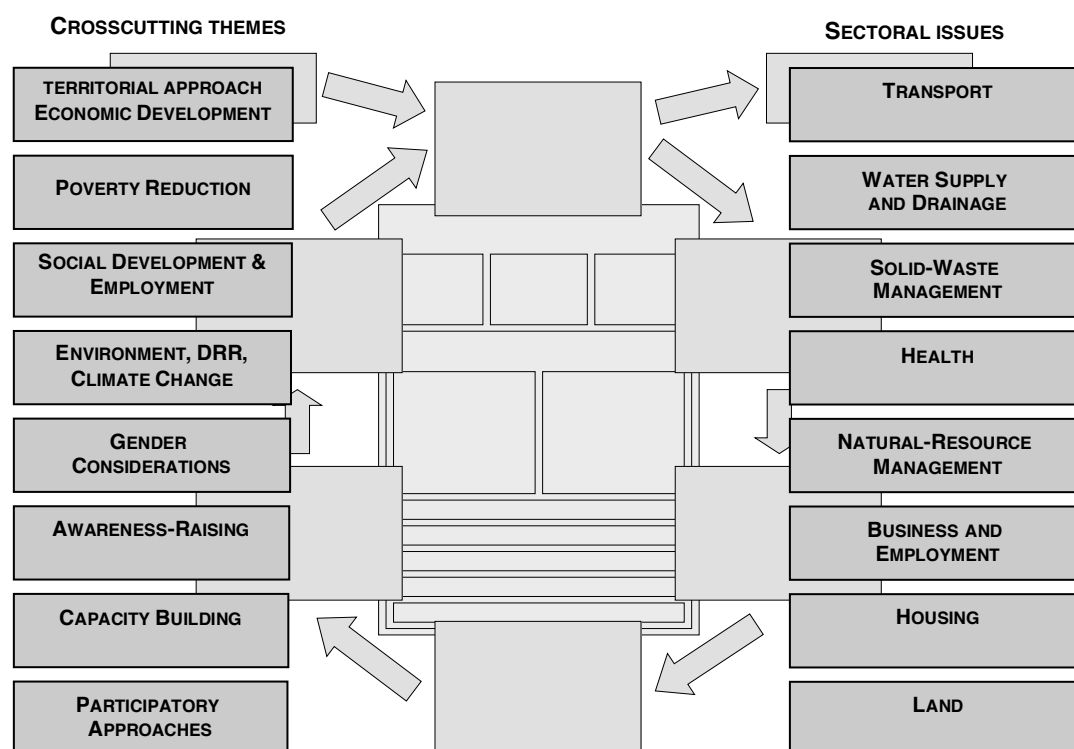 CROSSCUTTING THEMES
TERRITORIAL APPROACH
ECONOMIC DEVELOPMENT
POVERTY REDUCTION
SOCIAL DEVELOPMENT &
EMPLOYMENT
ENVIRONMENT, DRR,
CLIMATE CHANGE
GENDER
CONSIDERATIONS
AWARENESS-RAISING
CAPACITY BUILDING
PARTICIPATORY
APPROACHES
SECTORAL ISSUES
TRANSPORT
WATER SUPPLY
AND DRAINAGE
SOLID-WASTE
MANAGEMENT
HEALTH
NATURAL-RESOURCE
MANAGEMENT
BUSINESS AND
EMPLOYMENT
HOUSING
LAND